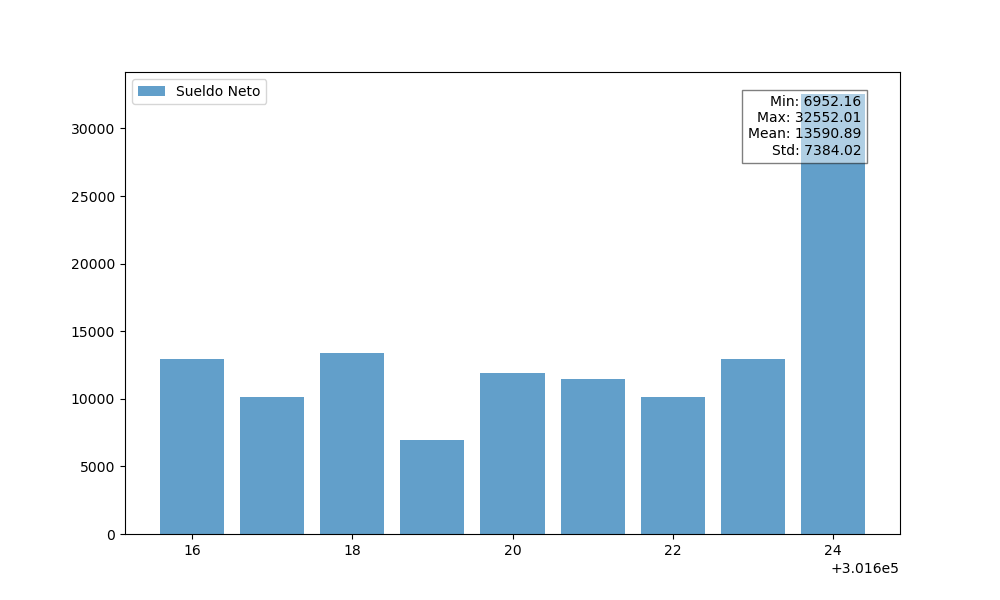 Sueldo Neto
Min: 6952.16
Max: 32552.01
Mean: 13590.89
Std: 7384.02
30000
25000
20000
15000
10000
5000
0
16 18 20 22 24
+3.016e5